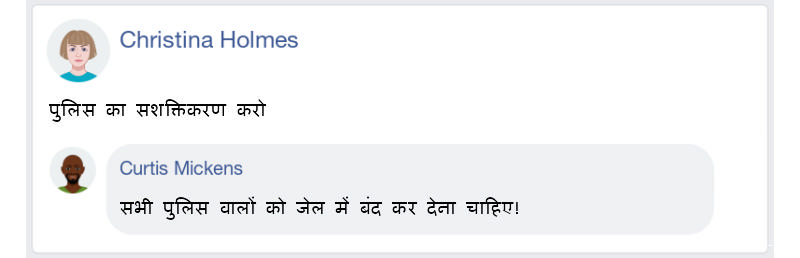 Christina Holmes
पुलिस का सशक्तिकरण करो
Curtis Mickens
सभी पुलिस वालों को जेल में बंद कर देना चाहिए!